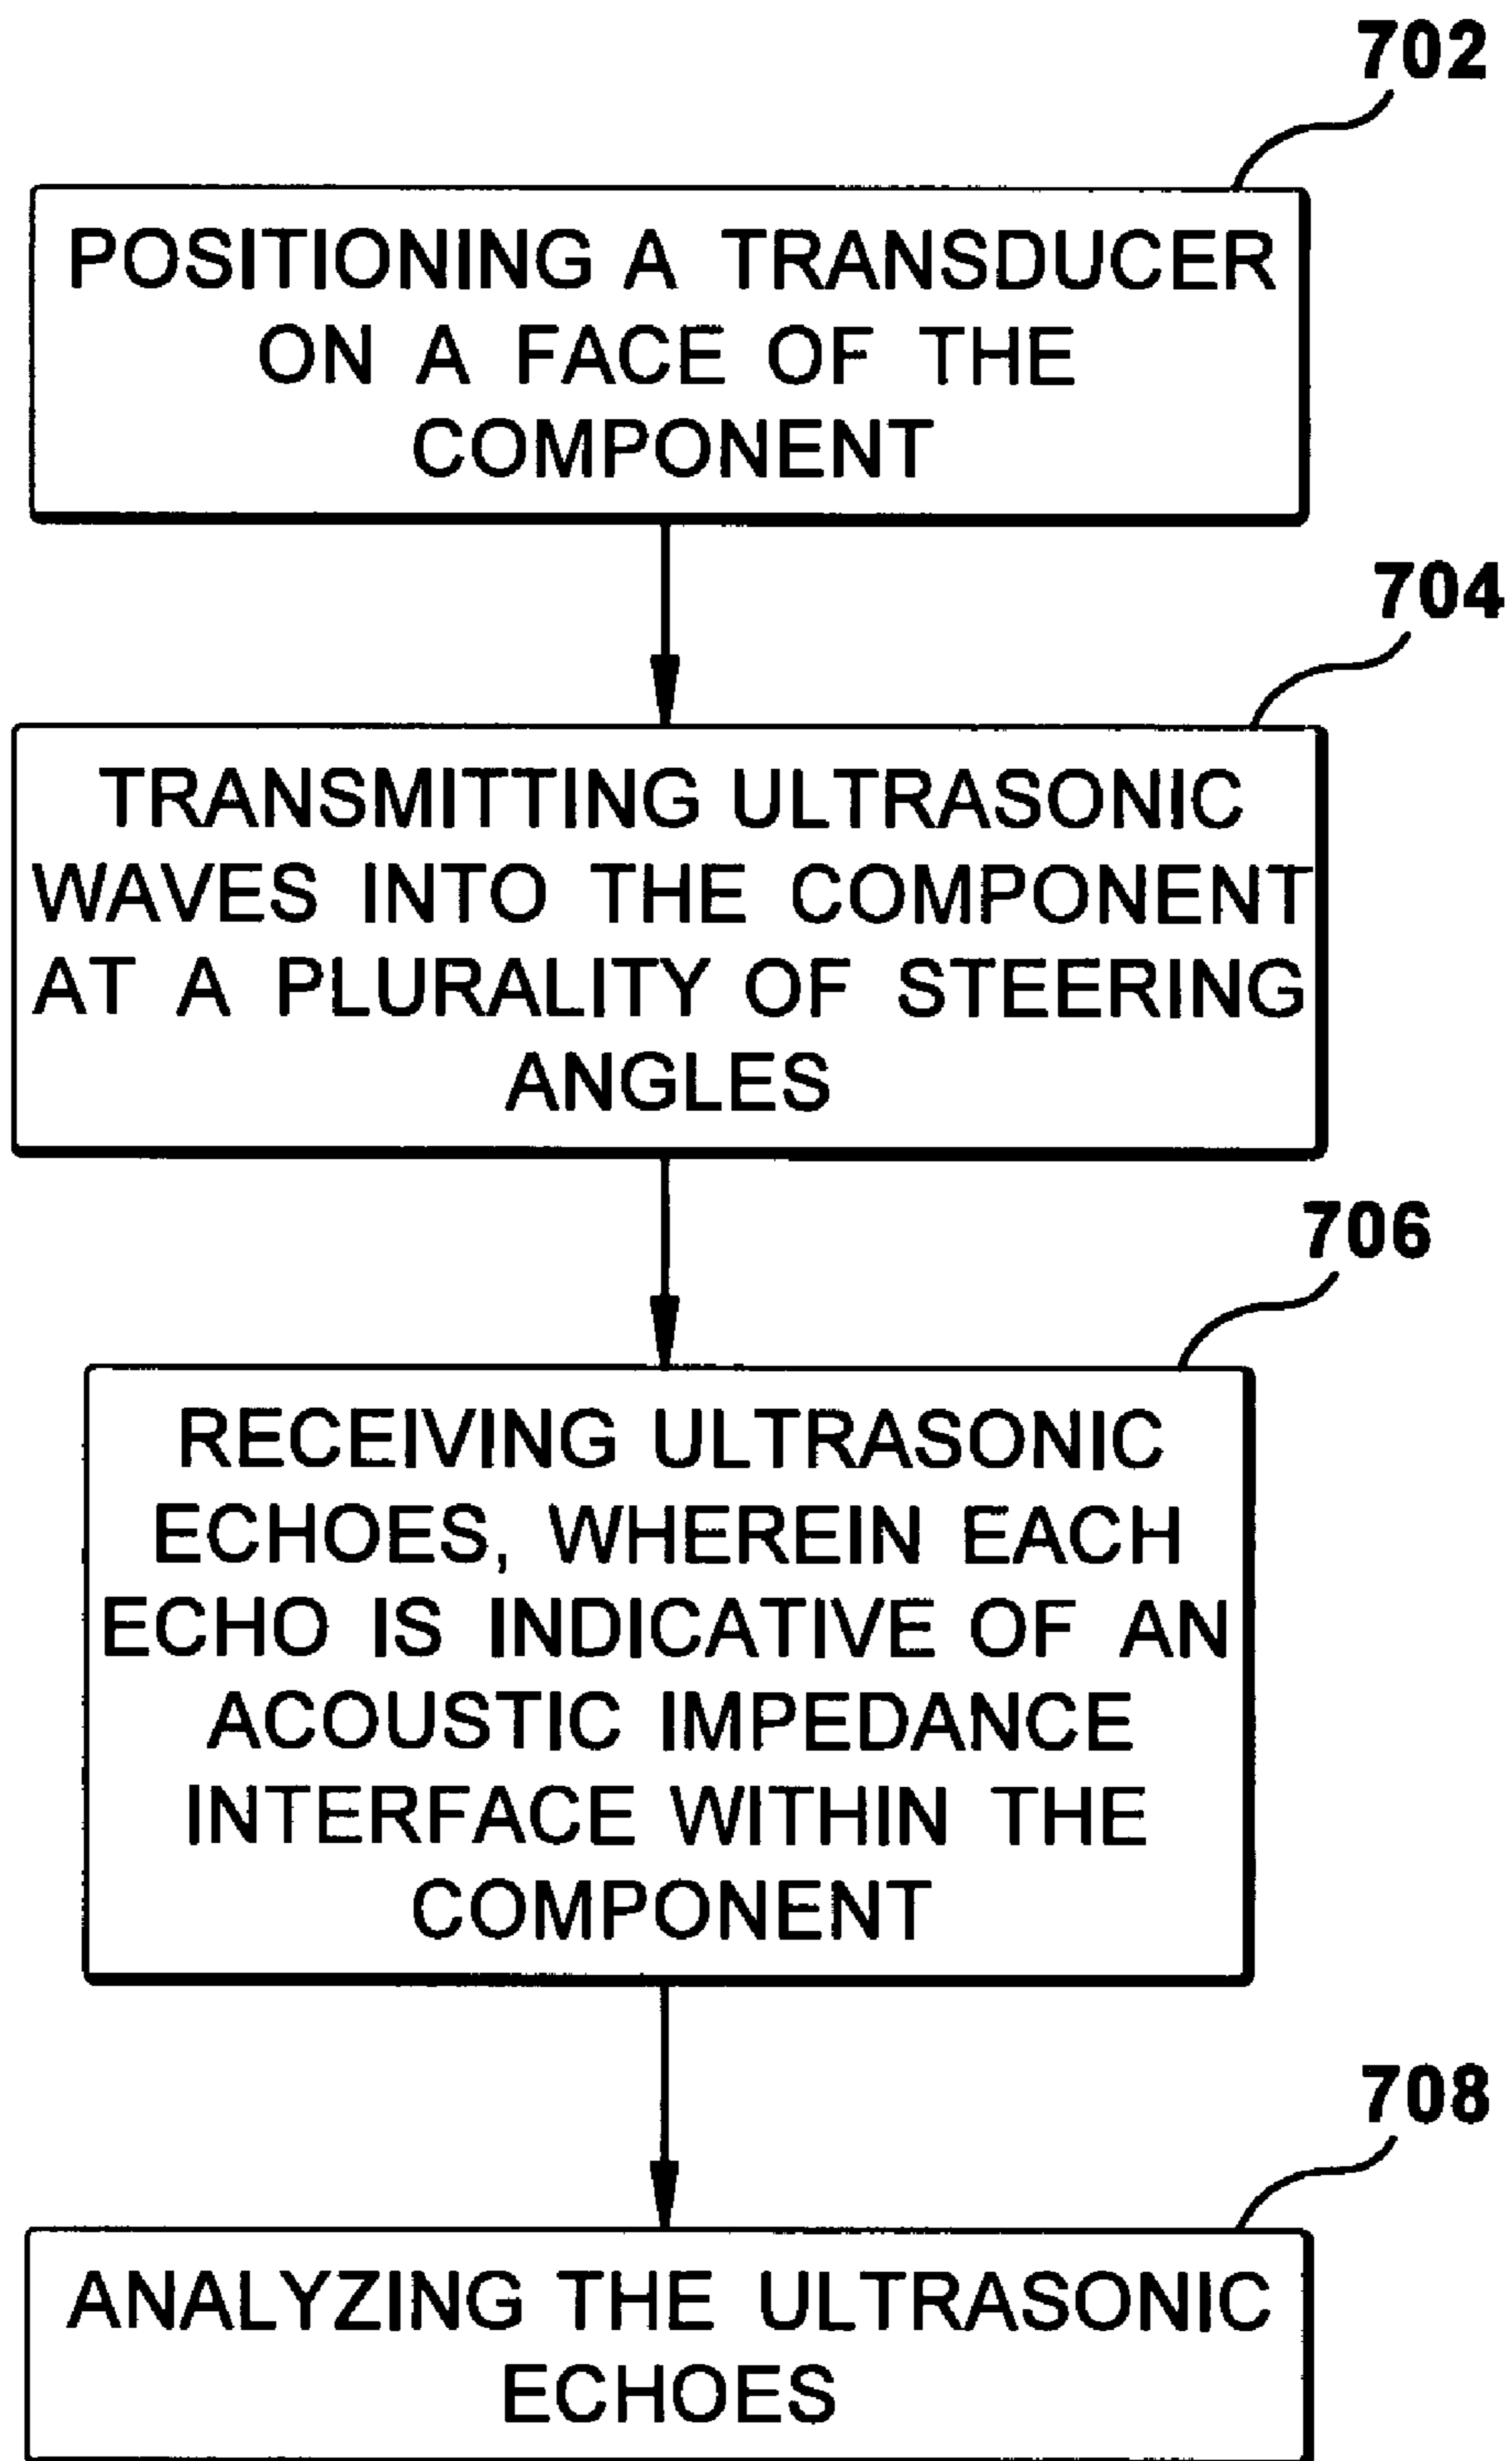 702
POSITIONING A TRANSDUCER
ON A FACE OF THE
COMPONENT
704
TRANSMITTING ULTRASONIC
WAVES INTO THE COMPONENT
AT A PLURALITY OF STEERING
ANGLES
706
RECEIVING ULTRASONIC
ECHOES, WHEREIN EACH
ECHO IS INDICATIVE OF AN
ACOUSTIC IMPEDANCE
INTERFACE WITHIN THE
COMPONENT
708
ANALYZING THE ULTRASONIC
ECHOES